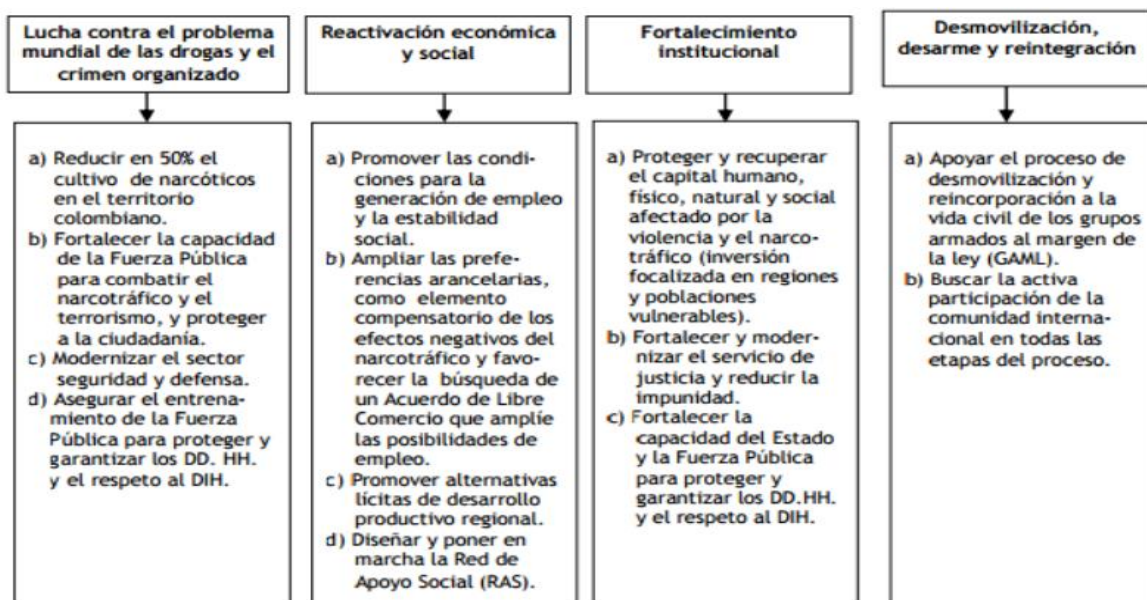 Lucha contra el problema
mundial de las drogas y el
crimen organizado
a) Reducir en 50% el
cultivo de narcóticos
en el territorio
colombiano.
b) Fortalecer la capacidad
de la Fuerza Pública
para combatir el
narcotráfico y el
terrorismo, y proteger
a la ciudadanía.
c) Modernizar el sector
seguridad y defensa.
d) Asegurar el entrena-
miento de la Fuerza
Pública para proteger y
garantizar los DD. HH.
y el respeto al DIH.
Reactivación económica
y social
a) Promover las condi-
ciones para la
generación de empleo
y la estabilidad
social.
b) Ampliar las prefe-
rencias arancelarias,
como elemento
compensatorio de los
efectos negativos del
narcotráfico y favo-
recer la búsqueda de
un Acuerdo de Libre
Comercio que amplíe
las posibilidades de
empleo.
c) Promover alternativas
lícitas de desarrollo
productivo regional.
d) Diseñar y poner en
marcha la Red de
Apoyo Social (RAS).
Fortalecimiento
institucional
a) Proteger y recuperar
el capital humano,
físico, natural y social
afectado por la
violencia y el narco-
tráfico (inversión
focalizada en regiones
y poblaciones
vulnerables).
b) Fortalecer y moder-
nizar el servicio de
justicia y reducir la
impunidad.
c) Fortalecer la
capacidad del Estado
y la Fuerza Pública
para proteger y
garantizar los DD.HH.
y el respeto al DIH.
Desmovilización,
desarme y reintegración
a) Apoyar el proceso de
desmovilización y
reincorporación a la
vida civil de los grupos
armados al margen de
la ley (GAML).
b) Buscar la activa
participación de la
comunidad interna-
cional en todas las
etapas del proceso.